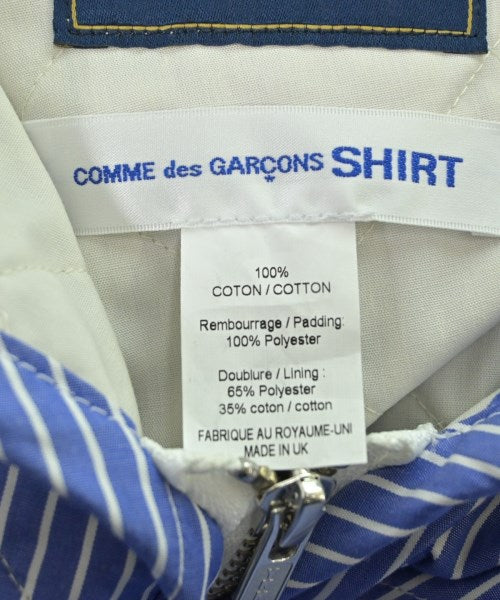 COMME des GARÇONS SHIRT
100%
COTON / COTTON
Rembourrage / Padding:
100% Polyester
Doublure / Lining :
65% Polyester
35% coton / cotton
FABRIQUE AU ROYAUME-UNI
MADE IN UK